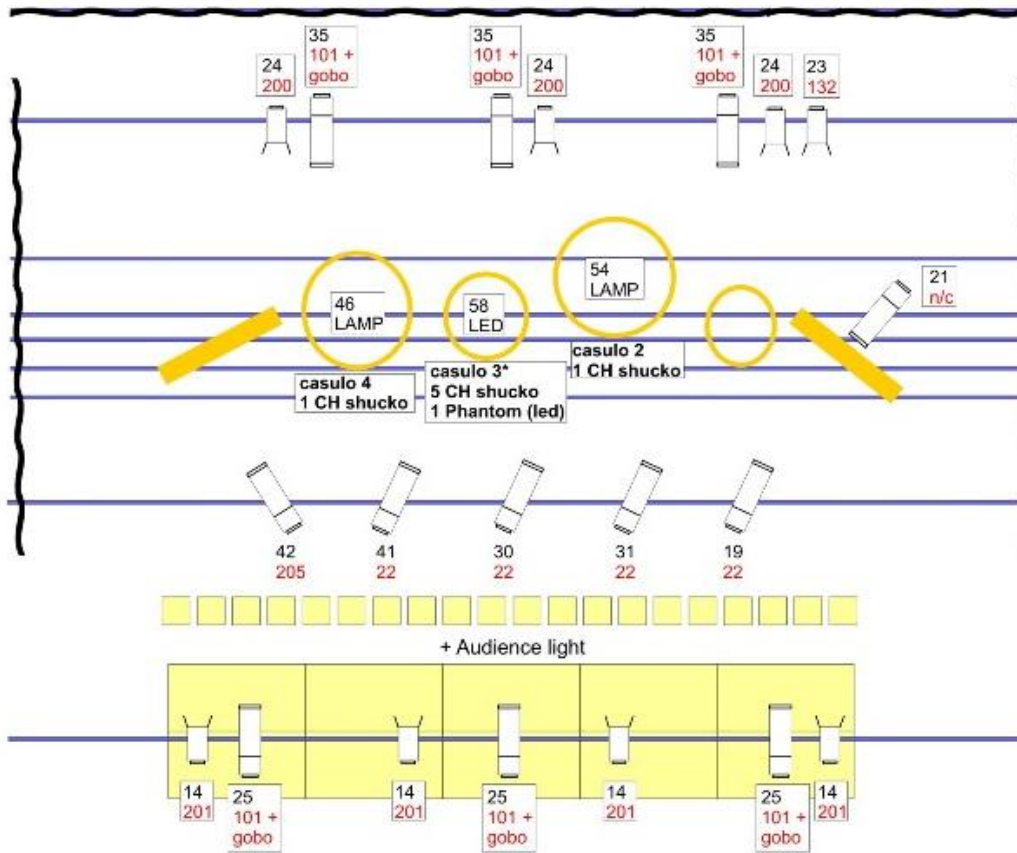 35
101 +
gobo
24
200
35
101 +
gobo
24
200
35
101 +
gobo
24
200
23
132
54
LAMP
21
n/c
46
LAMP
58
LED
casulo 2
1 CH shucko
casulo 3*
5 CH shucko
1 Phantom (led)
casulo 4
1 CH shucko
42
205
41
22
30
22
31
22
19
22
+ Audience light
14
201
25
101 +
gobo
14
201
25
101 +
gobo
14
201
25
101 +
gobo
14
201